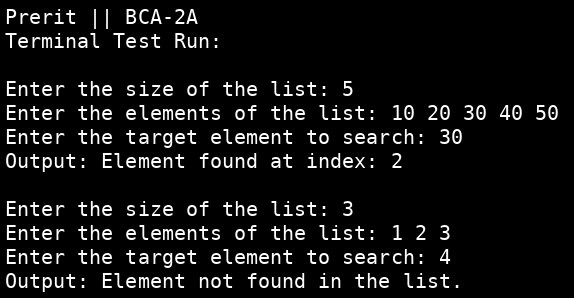 Prerit || BCA-2A
Terminal Test Run:
Enter the size of the list: 5
Enter the elements of the list: 10 20 30 40 50
Enter the target element to search: 30
Output: Element found at index: 2
Enter the size of the list: 3
Enter the elements of the list: 1 2 3
Enter the target element to search: 4
Output: Element not found in the list.